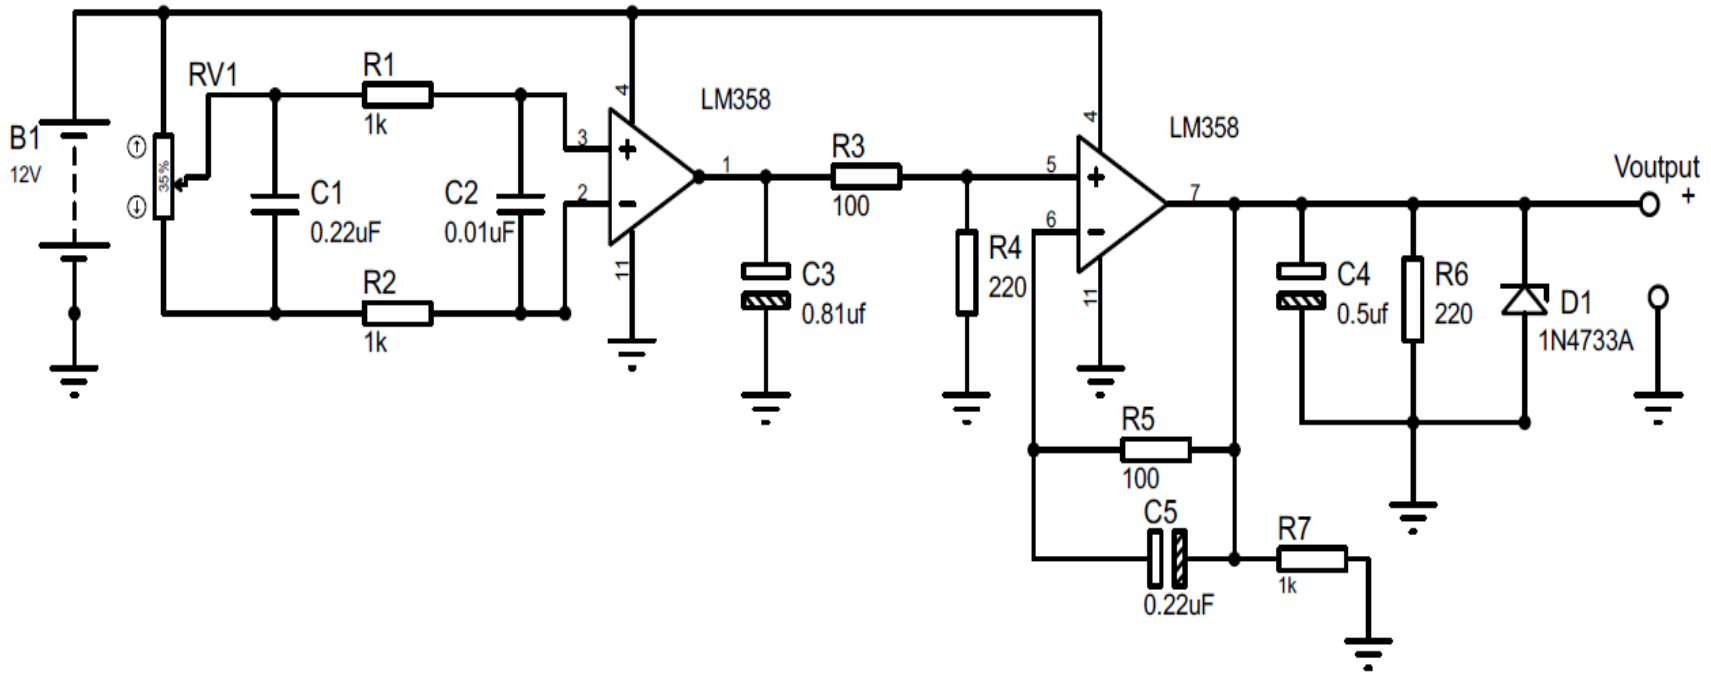 B1
12V
RV1
35%
R1
1k
C1
0.22uF
C2
0.01uF
R2
1k
3
2
4
11
1
LM358
C3
0.81uf
R3
100
R4
220
5
6
4
11
7
LM358
R5
100
C5
0.22uF
R7
1k
C4
0.5uf
R6
220
D1
1N4733A
Voutput
+